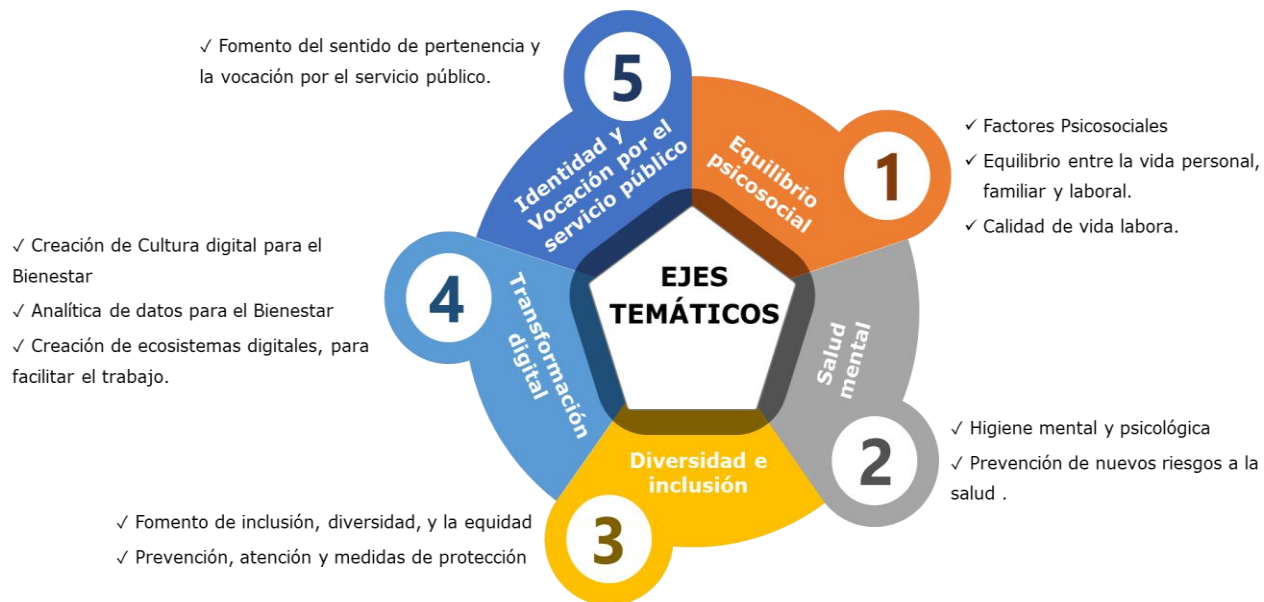 EJES
TEMÁTICOS
1
Equilibrio
psicosocial
✓ Factores Psicosociales
✓ Equilibrio entre la vida personal,
familiar y laboral.
✓ Calidad de vida labora.
2
Salud
mental
✓ Higiene mental y psicológica
✓ Prevención de nuevos riesgos a la
salud .
3
Diversidad e
inclusión
✓ Fomento de inclusión, diversidad, y la equidad
✓ Prevención, atención y medidas de protección
4
Transformación
digital
✓ Creación de Cultura digital para el
Bienestar
✓ Analítica de datos para el Bienestar
✓ Creación de ecosistemas digitales, para
facilitar el trabajo.
5
Identidad y
Vocación por el
servicio público
✓ Fomento del sentido de pertenencia y
la vocación por el servicio público.